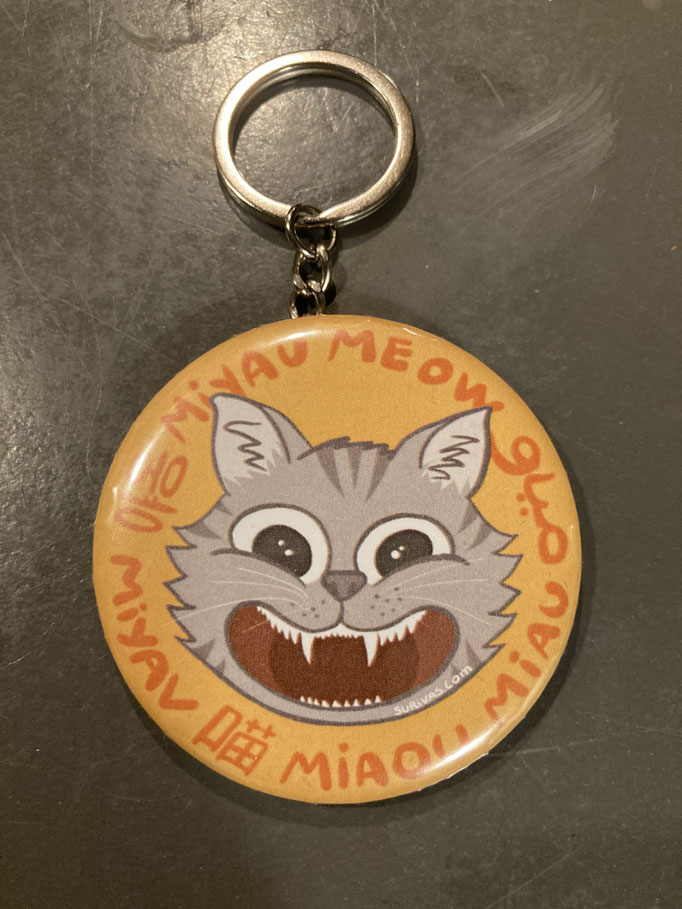 MEOW
مياو
MiAU
MiAOU
喵
MiYAV
야옹
MiYAU
SURIVAS.COM